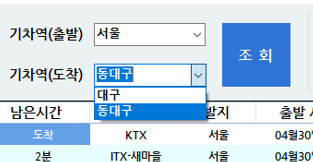 기차역(출발) 서울
조 회
기차역(도착) 동대구
대구
동대구
남은시간 발지 출발
도착 KTX 서울 04월30
2분 ITX-새마을 서울 04월30